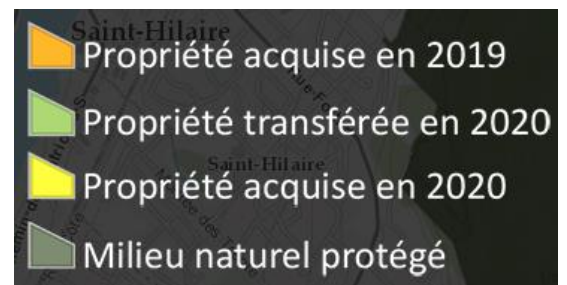 Saint-Hilaire
Propriété acquise en 2019
Propriété transférée en 2020
Saint-Hilaire
Propriété acquise en 2020
Milieu naturel protégé